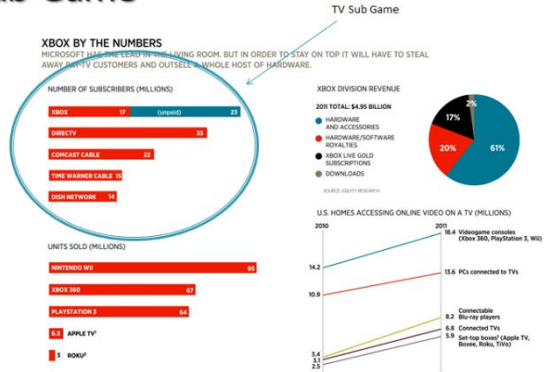 TV Sub Game
XBOX BY THE NUMBERS
MICROSOFT HAS THE LEAD IN THE LIVING ROOM. BUT IN ORDER TO STAY ON TOP IT WILL HAVE TO STEAL
AWAY PAY-TV CUSTOMERS AND OUTSELL A WHOLE HOST OF HARDWARE.
NUMBER OF SUBSCRIBERS (MILLIONS)
XBOX 17 (unpaid) 23
DIRECTV 33
COMCAST CABLE 22
TIME WARNER CABLE 15
DISH NETWORK 14
UNITS SOLD (MILLIONS)
NINTENDO WII 95
XBOX 360 67
PLAYSTATION 3 64
6.3 APPLE TV¹
3 ROKU²
XBOX DIVISION REVENUE
2011 TOTAL: $4.95 BILLION
HARDWARE
AND ACCESSORIES
HARDWARE/SOFTWARE
ROYALTIES
XBOX LIVE GOLD
SUBSCRIPTIONS
DOWNLOADS
2%
17%
20%
61%
U.S. HOMES ACCESSING ONLINE VIDEO ON A TV (MILLIONS)
2010 2011
18.4 Videogame consoles
(Xbox 360, PlayStation 3, Wii)
14.2
13.6 PCs connected to TVs
10.9
Connectable
8.2 Blu-ray players
6.8 Connected TVs
5.9 Set-top boxes³ (Apple TV,
Boxee, Roku, TiVo)
3.4
3.1
2.5